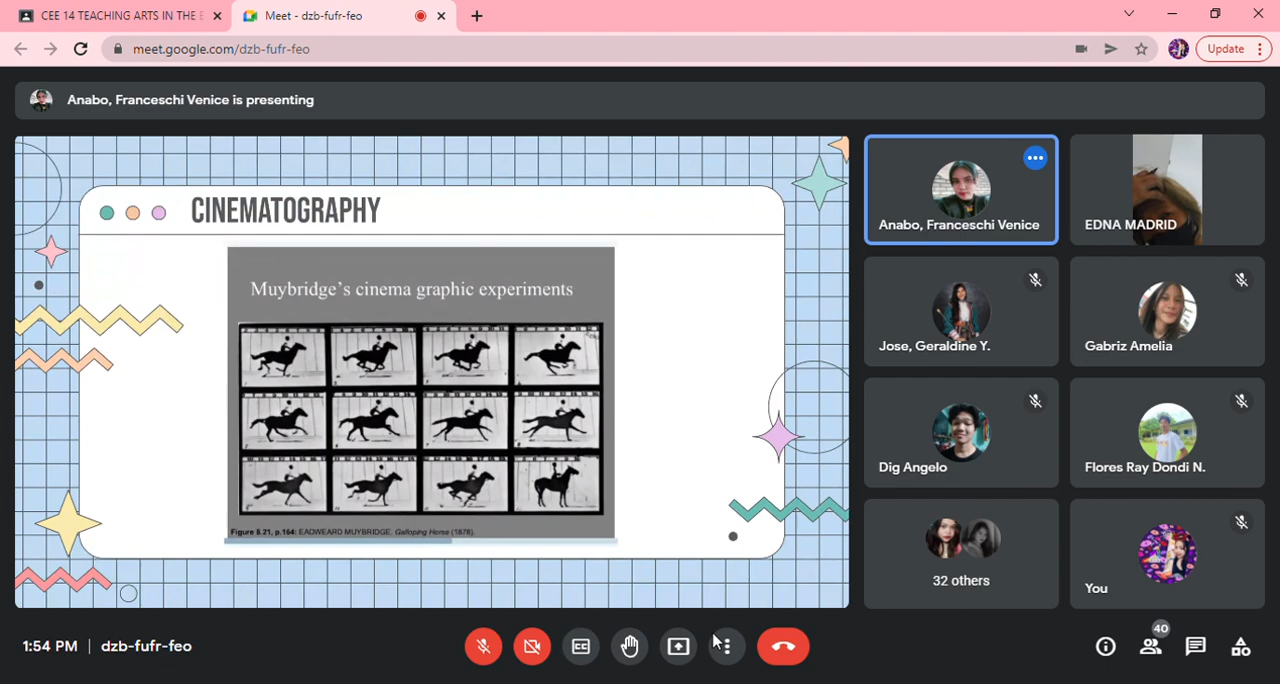 CEE 14 TEACHING ARTS IN THE E
Meet - dzb-fufr-feo
meet.google.com/dzb-fufr-feo
Update
Anabo, Franceschi Venice is presenting
CINEMATOGRAPHY
Muybridge's cinema graphic experiments
Figure 8.21, p.164: EADWEARD MUYBRIDGE. Galloping Horse (1878).
Anabo, Franceschi Venice
EDNA MADRID
Jose, Geraldine Y.
Gabriz Amelia
Dig Angelo
Flores Ray Dondi N.
32 others
You
1:54 PM | dzb-fufr-feo
CC
40